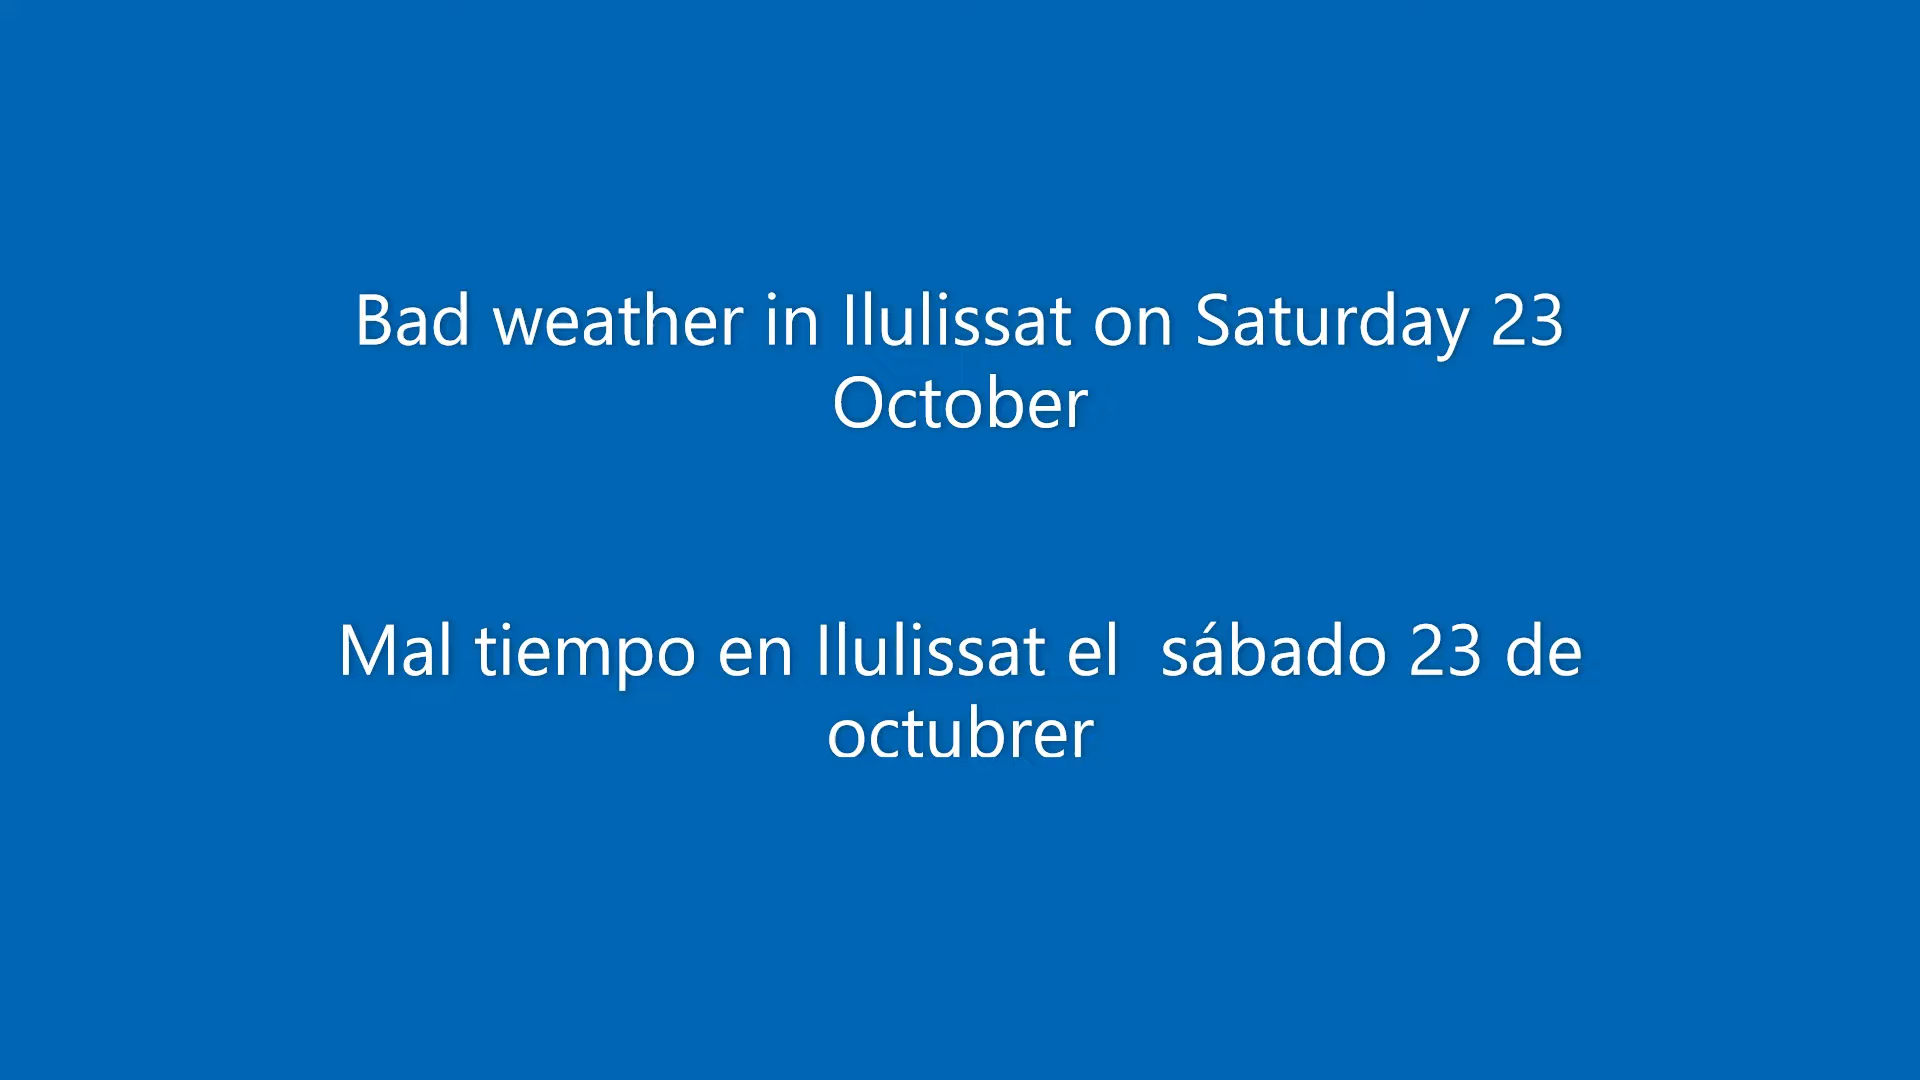 Bad weather in Ilulissat on Saturday 23
October
Mal tiempo en Ilulissat el  sábado 23 de
octubrer